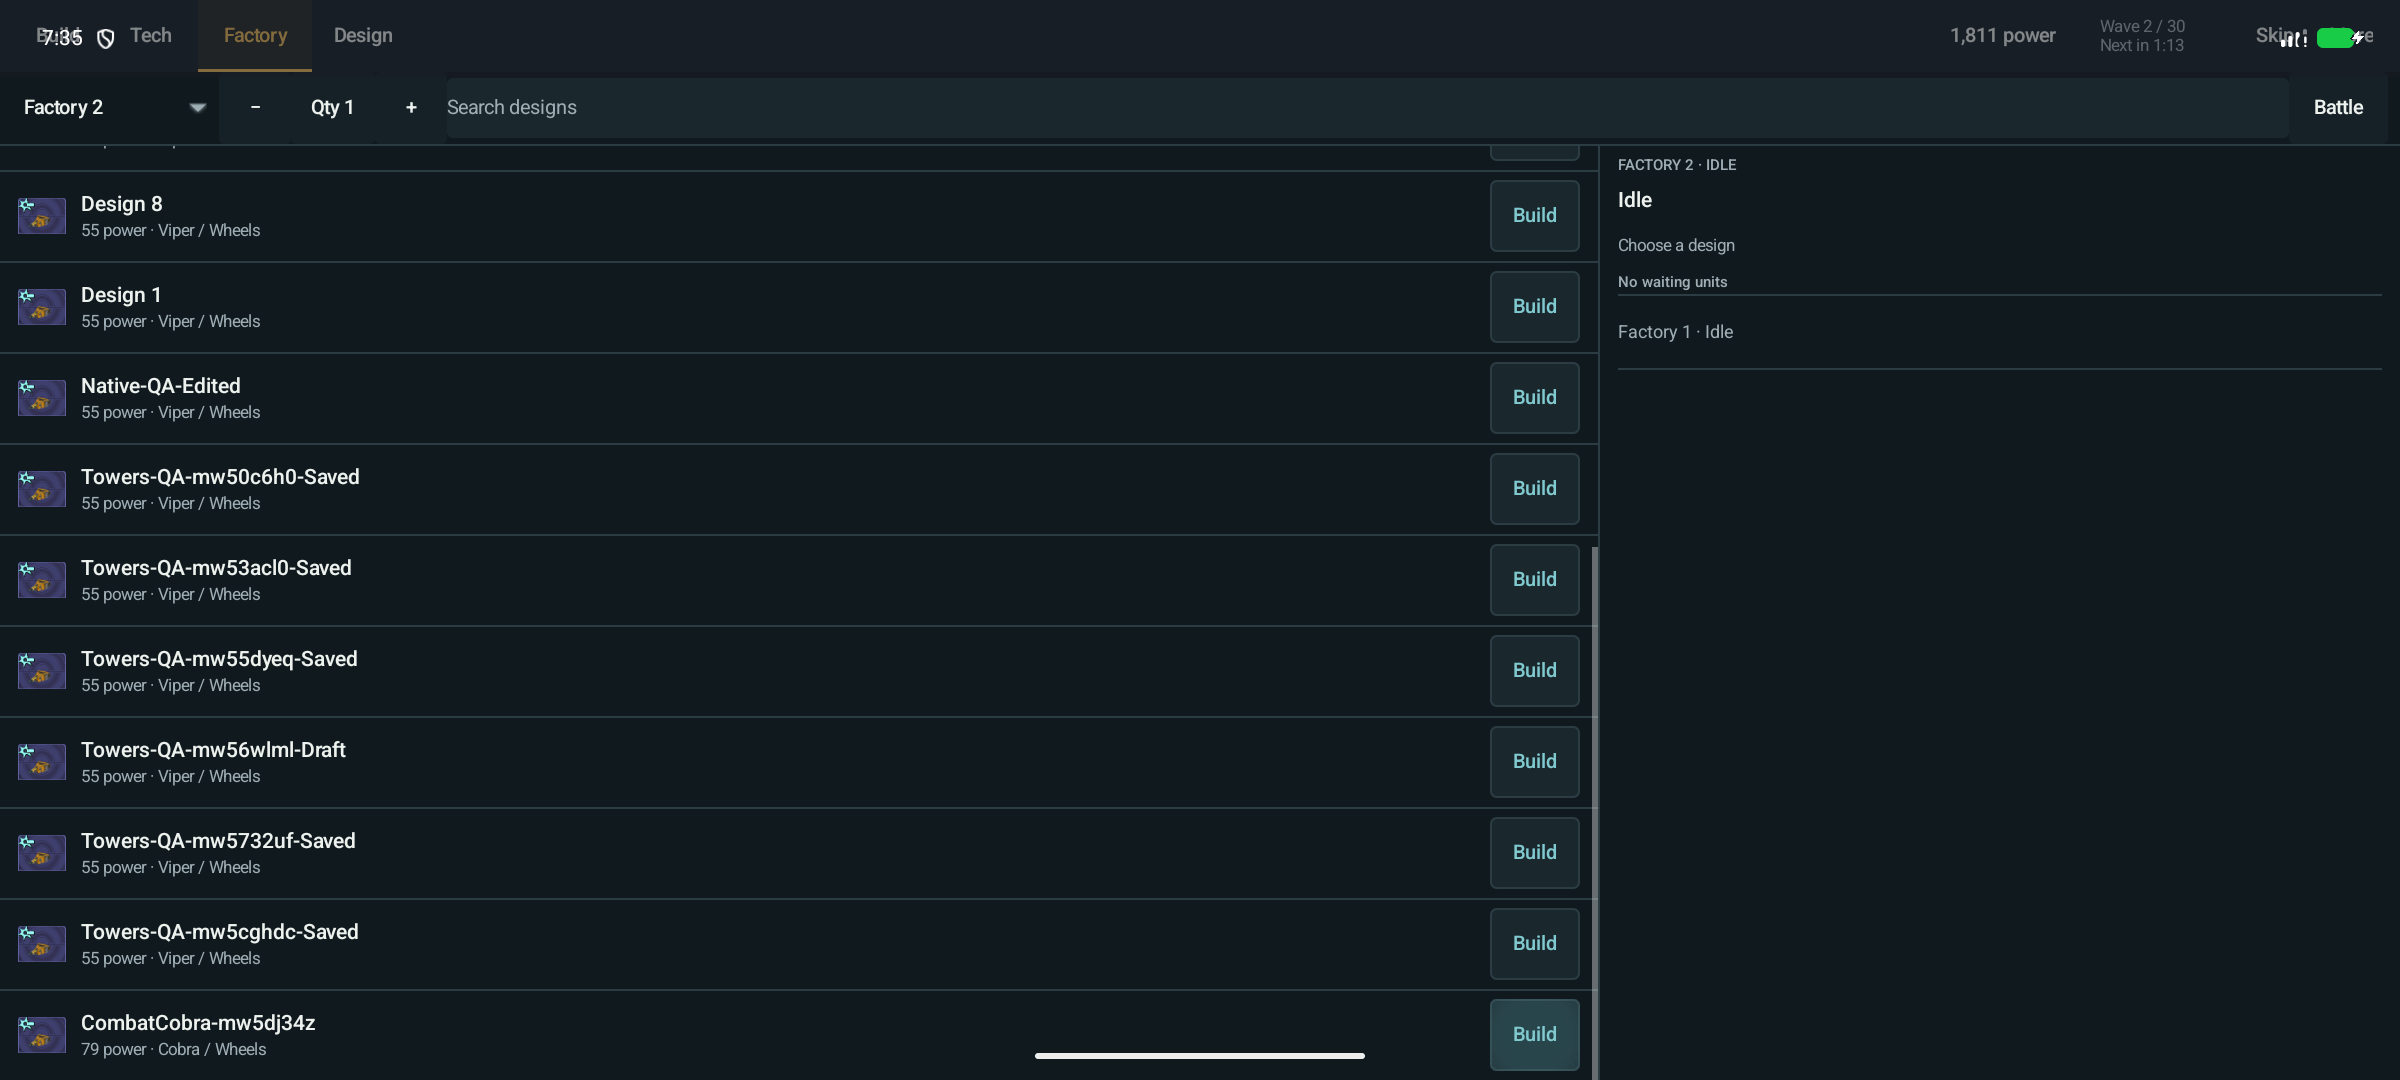 7:35
Tech
Factory
Design
1,811 power
Wave 2 / 30
Next in 1:13
Skip
Factory 2
−
Qty 1
+
Search designs
Battle
Design 8
55 power · Viper / Wheels
Build
Design 1
55 power · Viper / Wheels
Build
Native-QA-Edited
55 power · Viper / Wheels
Build
Towers-QA-mw50c6h0-Saved
55 power · Viper / Wheels
Build
Towers-QA-mw53acl0-Saved
55 power · Viper / Wheels
Build
Towers-QA-mw55dyeq-Saved
55 power · Viper / Wheels
Build
Towers-QA-mw56wlml-Draft
55 power · Viper / Wheels
Build
Towers-QA-mw5732uf-Saved
55 power · Viper / Wheels
Build
Towers-QA-mw5cghdc-Saved
55 power · Viper / Wheels
Build
CombatCobra-mw5dj34z
79 power · Cobra / Wheels
Build
FACTORY 2 · IDLE
Idle
Choose a design
No waiting units
Factory 1 · Idle